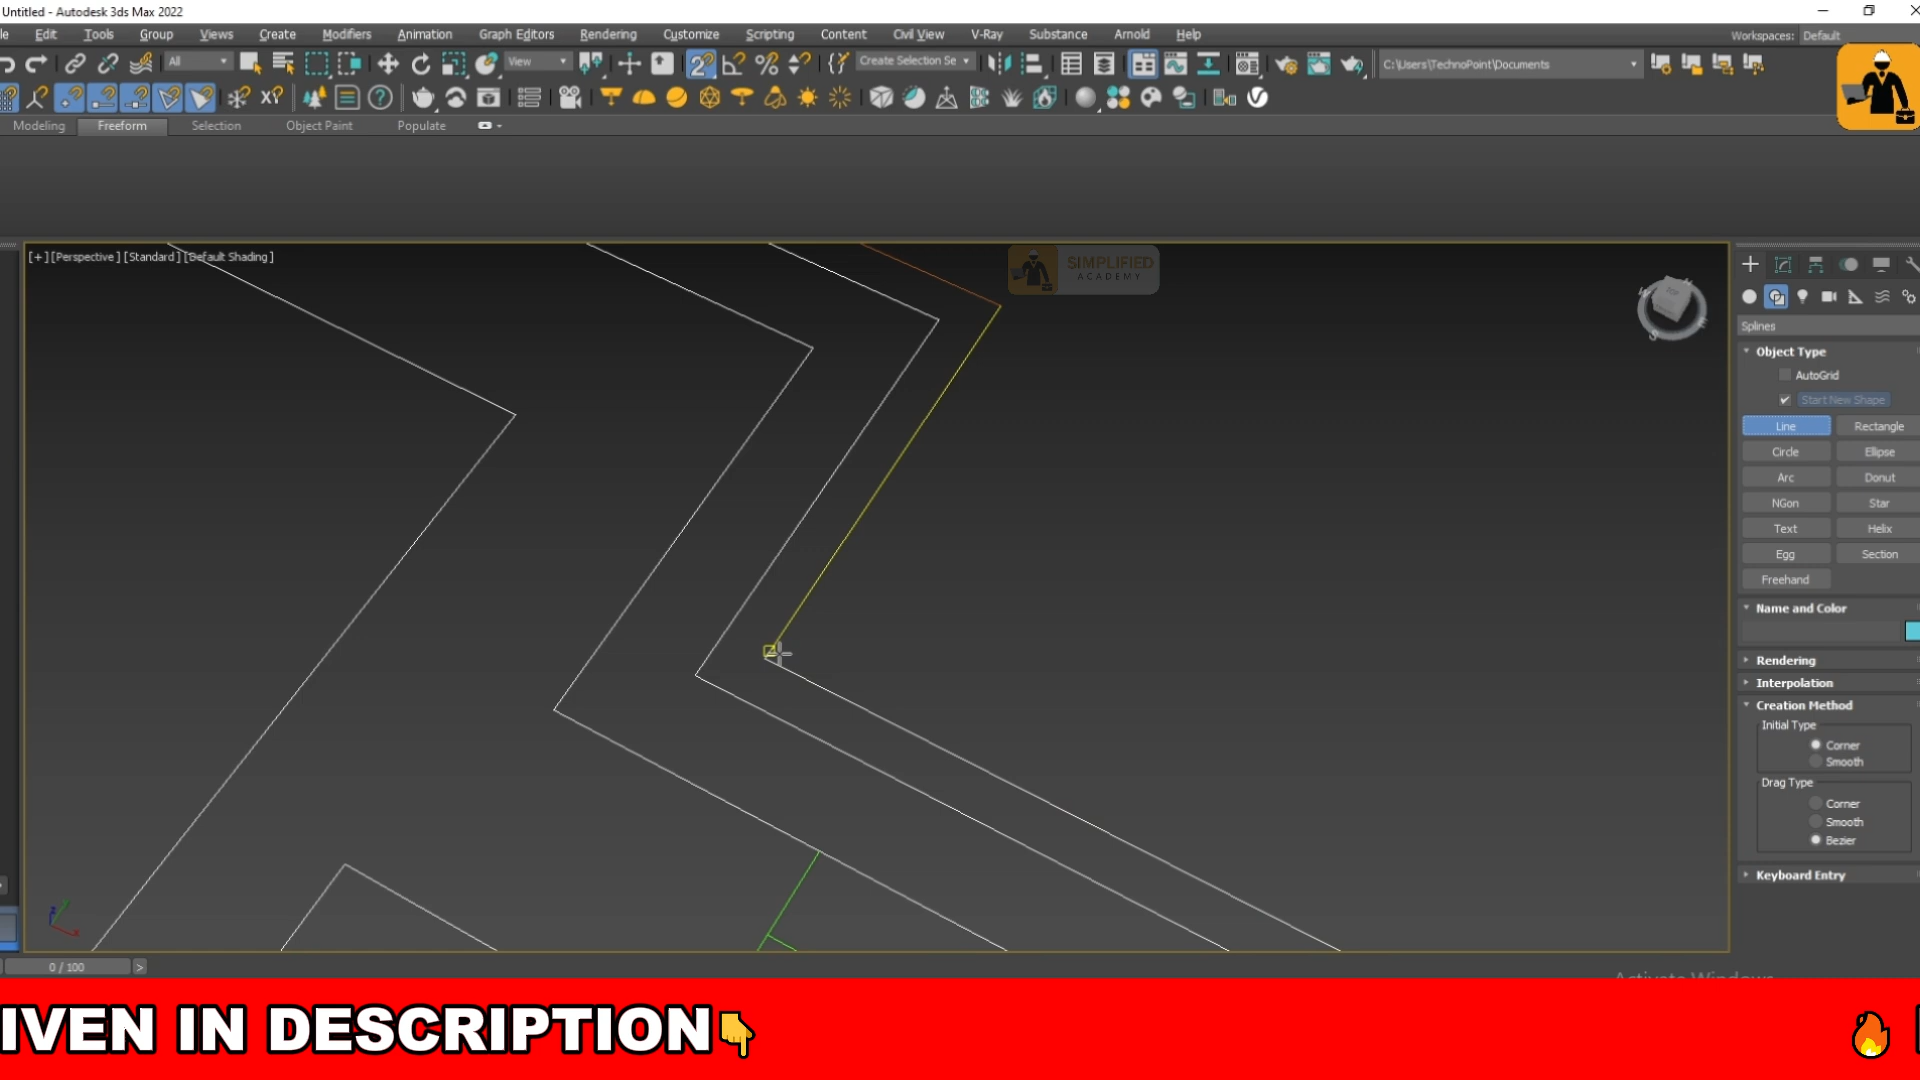 Untitled - Autodesk 3ds Max 2022
le Edit Tools Group Views Create Modifiers Animation Graph Editors Rendering Customize Scripting Content Civil View V-Ray Substance Arnold Help
Workspaces: Default
All
View
Create Selection Se
C:\Users\TechnoPoint\Documents
Modeling Freeform Selection Object Paint Populate
[+] [Perspective] [Standard] [Default Shading]
SIMPLIFIED
ACADEMY
TOP
Splines
Object Type
AutoGrid
Start New Shape
Line Rectangle
Circle Ellipse
Arc Donut
NGon Star
Text Helix
Egg Section
Freehand
Name and Color
Rendering
Interpolation
Creation Method
Initial Type
Corner
Smooth
Drag Type
Corner
Smooth
Bezier
Keyboard Entry
0 / 100 >
Activate Windows
IVEN IN DESCRIPTION👇 🔥